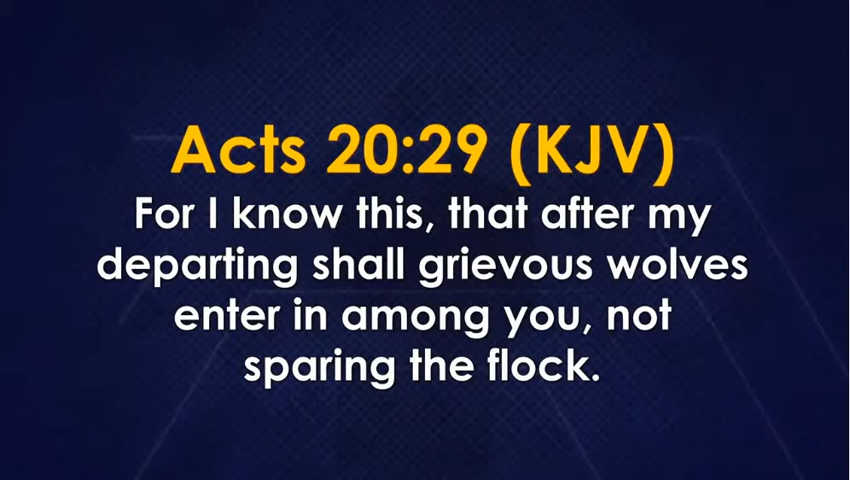 Acts 20:29 (KJV)
For I know this, that after my
departing shall grievous wolves
enter in among you, not
sparing the flock.